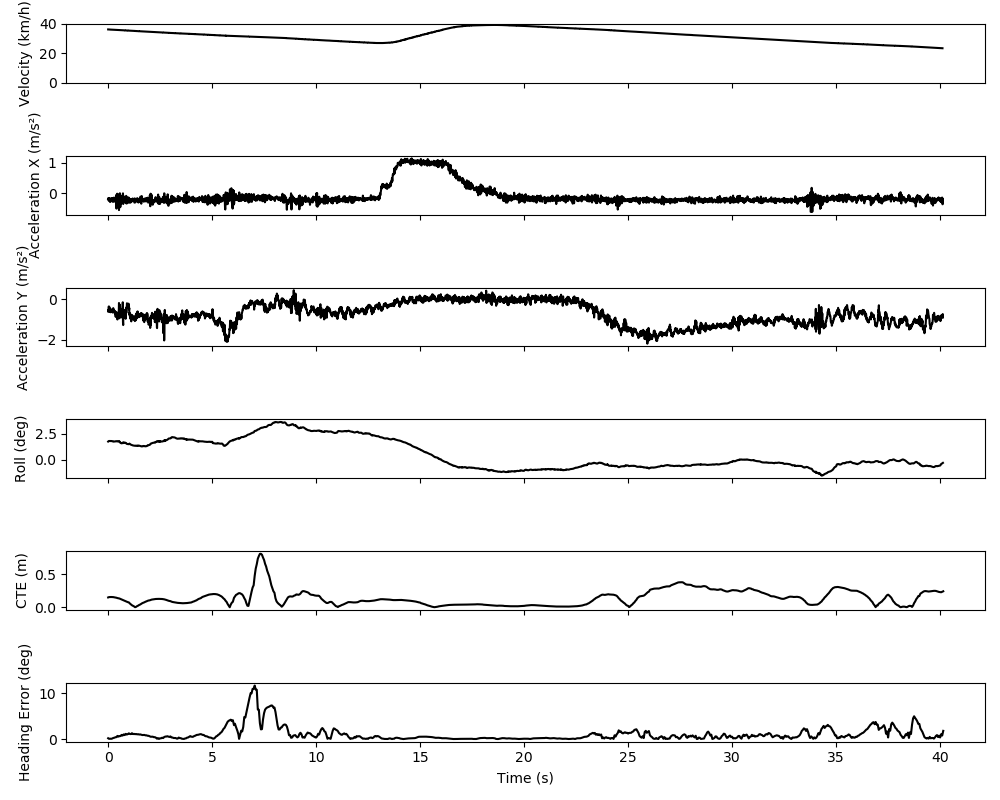 Velocity (km/h)
40
20
0
Acceleration X (m/s²)
1
0
Acceleration Y (m/s²)
0
−2
Roll (deg)
2.5
0.0
CTE (m)
0.5
0.0
Heading Error (deg)
10
0
0 5 10 15 20 25 30 35 40
Time (s)